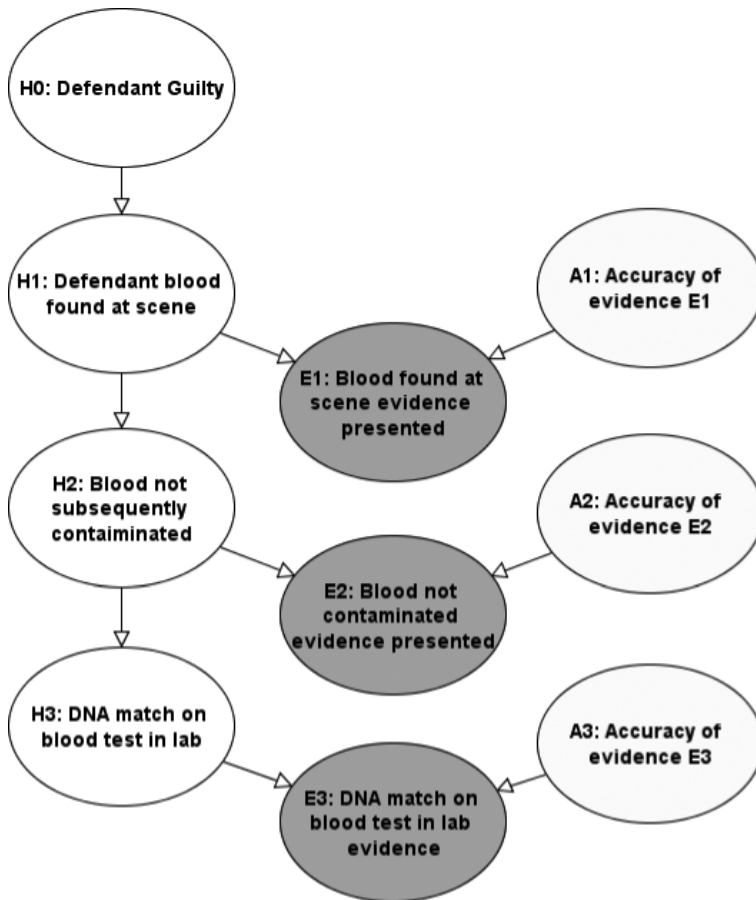 H0: Defendant Guilty
H1: Defendant blood
found at scene
A1: Accuracy of
evidence E1
E1: Blood found at
scene evidence
presented
H2: Blood not
subsequently
contaiminated
A2: Accuracy of
evidence E2
E2: Blood not
contaminated
evidence presented
H3: DNA match on
blood test in lab
A3: Accuracy of
evidence E3
E3: DNA match on
blood test in lab
evidence